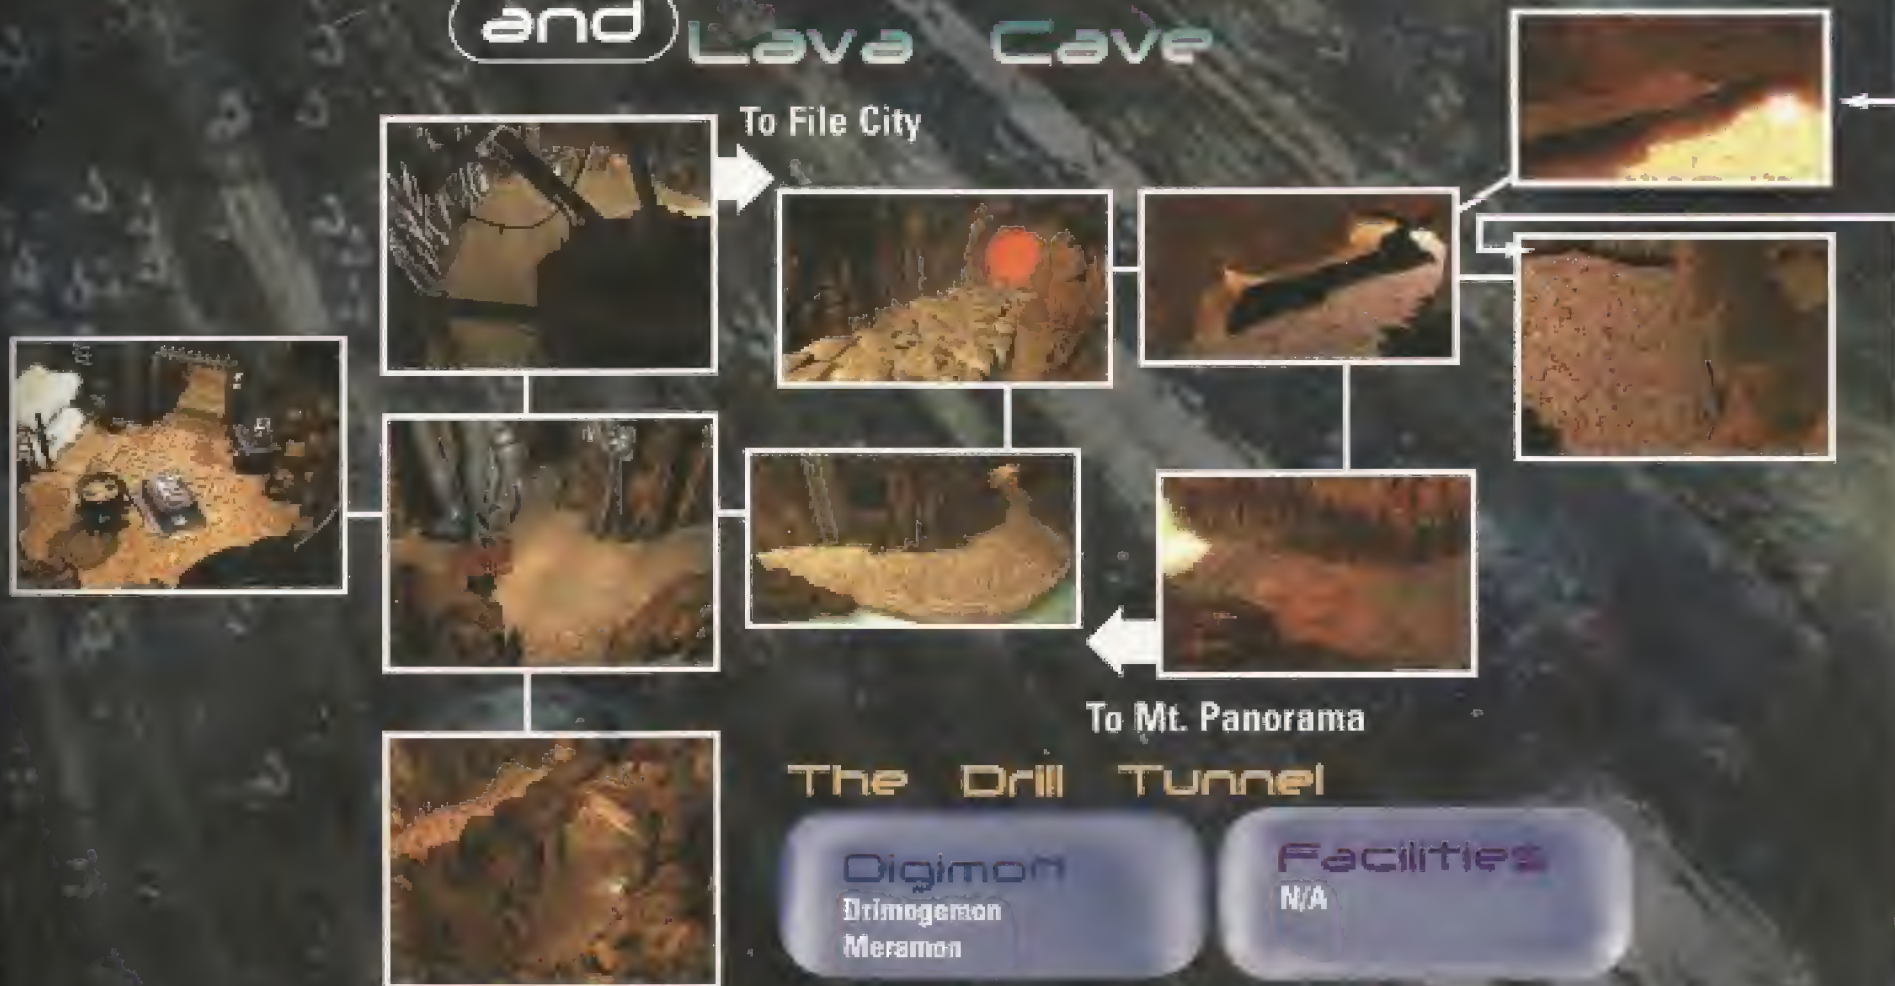 and
Lava Cave
To File City
To Mt. Panorama
The Drill Tunnel
Digimon
Drimogemon
Meramon
Facilities
N/A